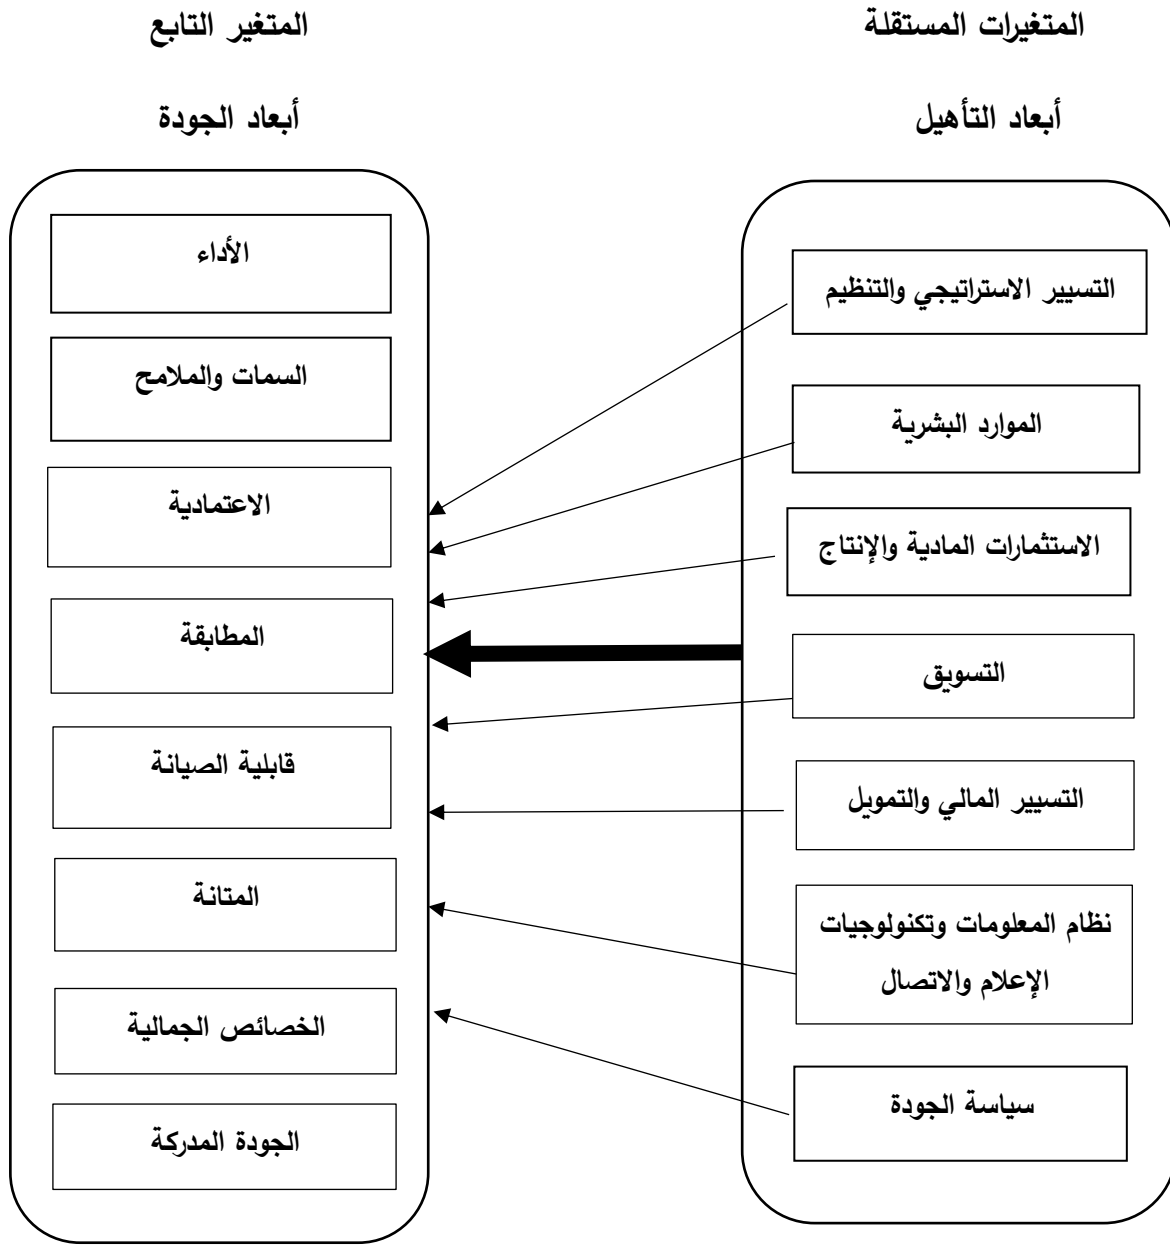 المتغيرات المستقلة
المتغير التابع
أبعاد التأهيل
أبعاد الجودة
التسيير الاستراتيجي والتنظيم
الموارد البشرية
الاستثمارات المادية والإنتاج
التسويق
التسيير المالي والتمويل
نظام المعلومات وتكنولوجيات
الإعلام والاتصال
سياسة الجودة
الأداء
السمات والملامح
الاعتمادية
المطابقة
قابلية الصيانة
المتانة
الخصائص الجمالية
الجودة المدركة